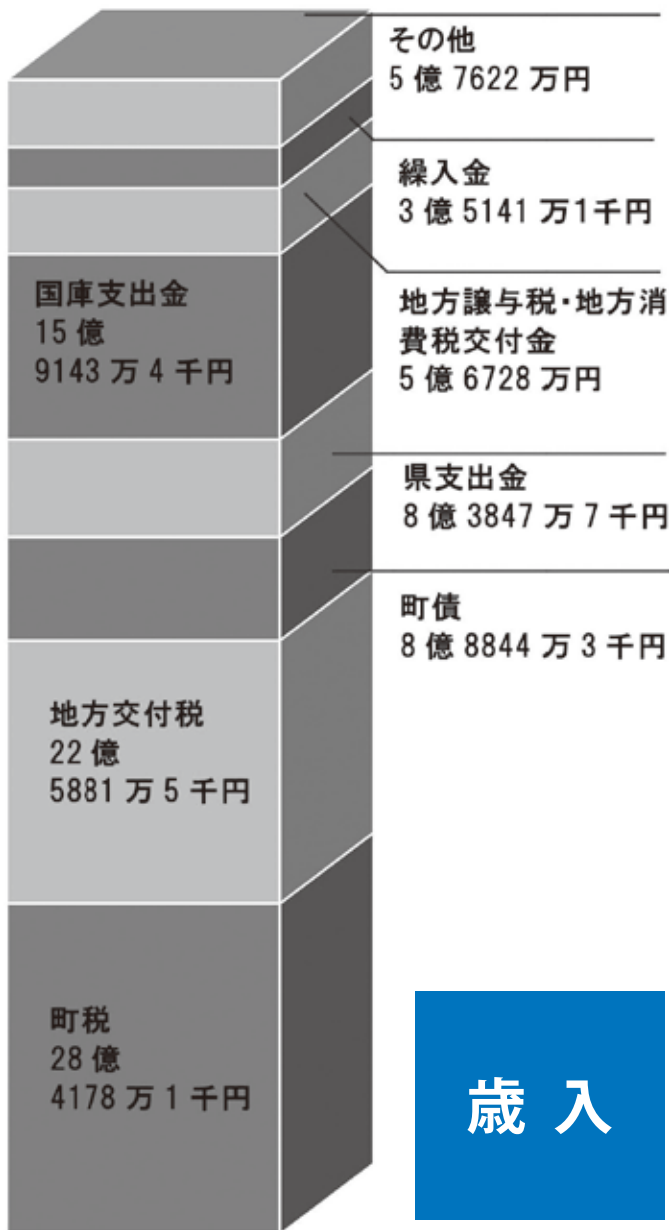 その他
5 億 7622 万円
繰入金
3 億 5141 万1千円
地方譲与税・地方消
費税交付金
5 億 6728 万円
国庫支出金
15 億
9143 万 4 千円
県支出金
8 億 3847 万 7 千円
町債
8 億 8844 万 3 千円
地方交付税
22 億
5881 万 5 千円
町税
28 億
4178 万 1 千円
歳 入